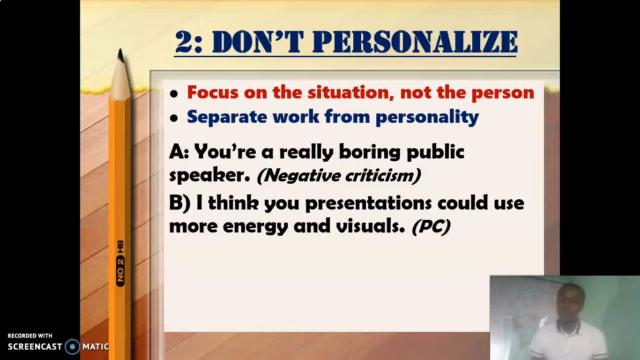 2: DON'T PERSONALIZE
• Focus on the situation, not the person
• Separate work from personality
A: You're a really boring public
speaker. (Negative criticism)
B) I think you presentations could use
more energy and visuals. (PC)
NO 2 HB
RECORDED WITH
SCREENCAST MATIC